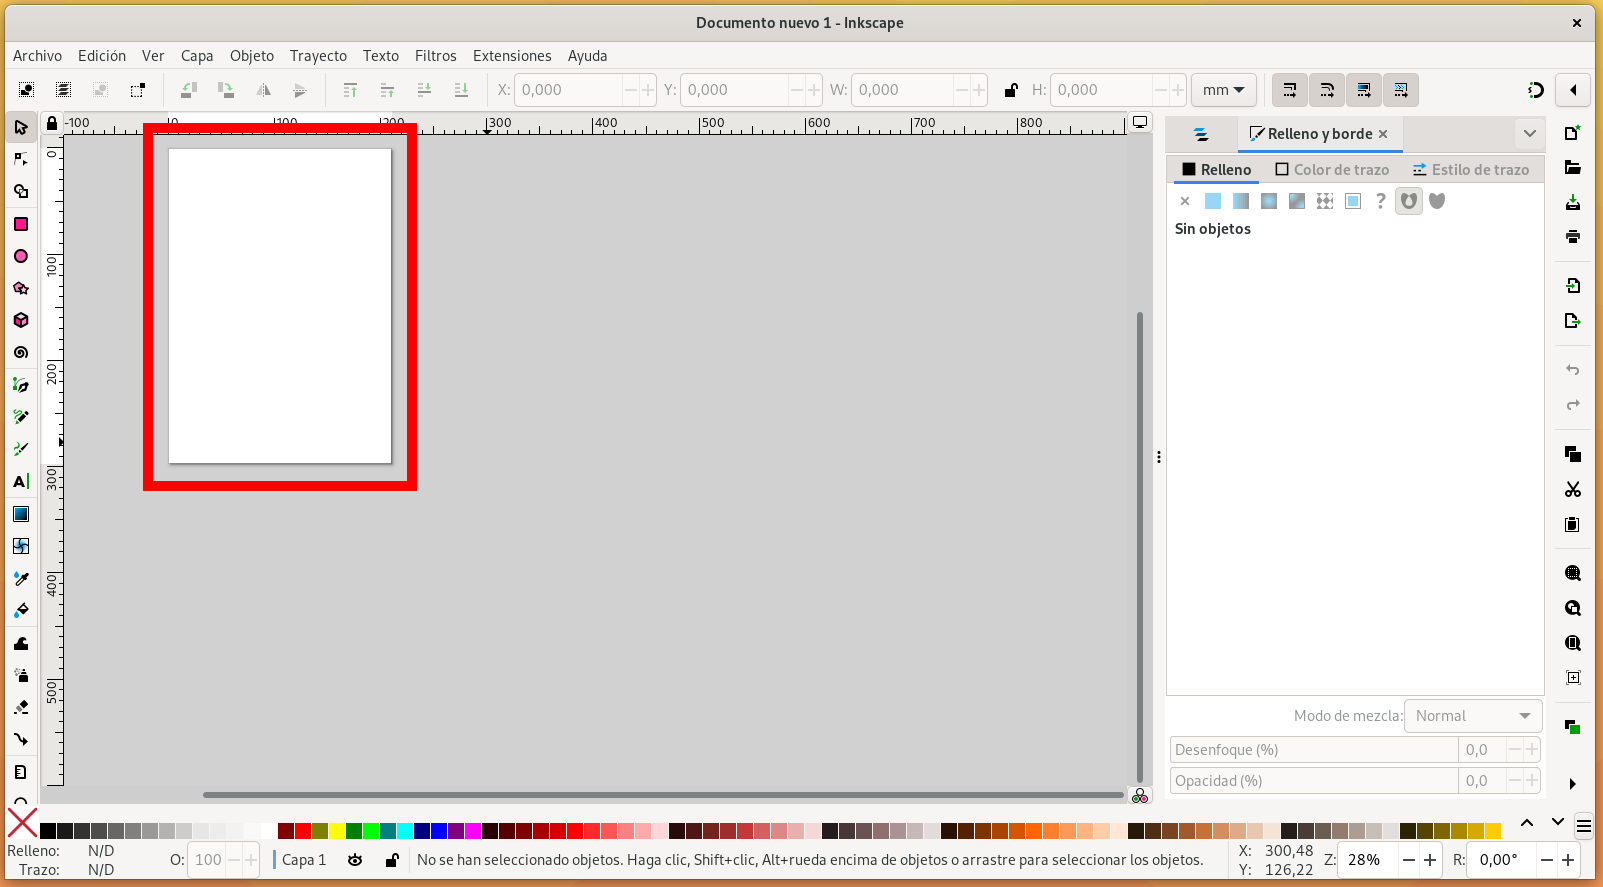 Documento nuevo 1 - Inkscape
Archivo Edición Ver Capa Objeto Trayecto Texto Filtros Extensiones Ayuda
X: 0,000 Y: 0,000 W: 0,000 H: 0,000 mm
-100 0 100 200 300 400 500 600 700 800
0
100
200
300
400
500
Relleno y borde
Relleno Color de trazo Estilo de trazo
?
Sin objetos
Modo de mezcla: Normal
Desenfoque (%) 0,0
Opacidad (%) 0,0
Relleno: N/D
Trazo: N/D
O: 100
Capa 1
No se han seleccionado objetos. Haga clic, Shift+clic, Alt+rueda encima de objetos o arrastre para seleccionar los objetos.
X: 300,48
Y: 126,22
Z: 28%
R: 0,00°